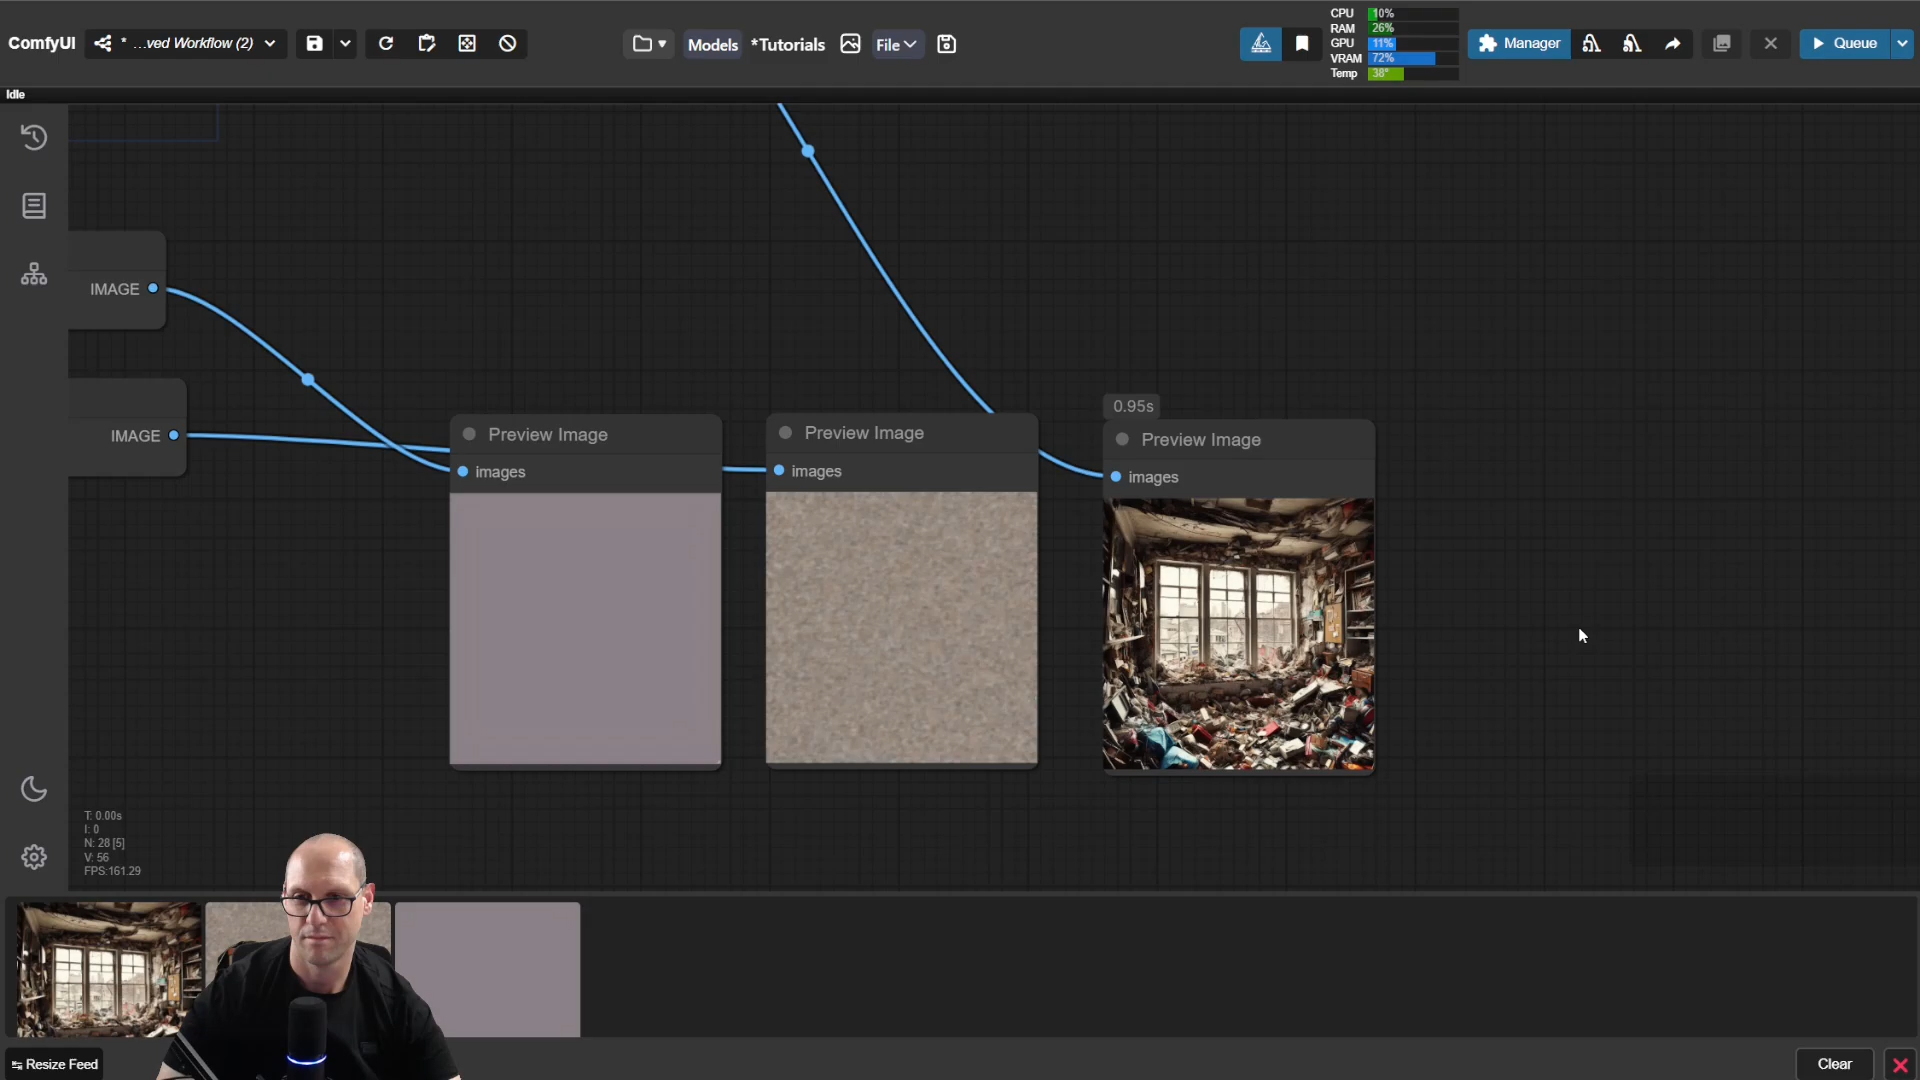 ComfyUI
* ...ved Workflow (2)
Models
*Tutorials
File
CPU 10%
RAM 26%
GPU 11%
VRAM 72%
Temp 38°
Manager
Queue
Idle
IMAGE
IMAGE
Preview Image
images
Preview Image
images
0.95s
Preview Image
images
T: 0.00s
I: 0
N: 28 [5]
V: 56
FPS:161.29
Resize Feed
Clear